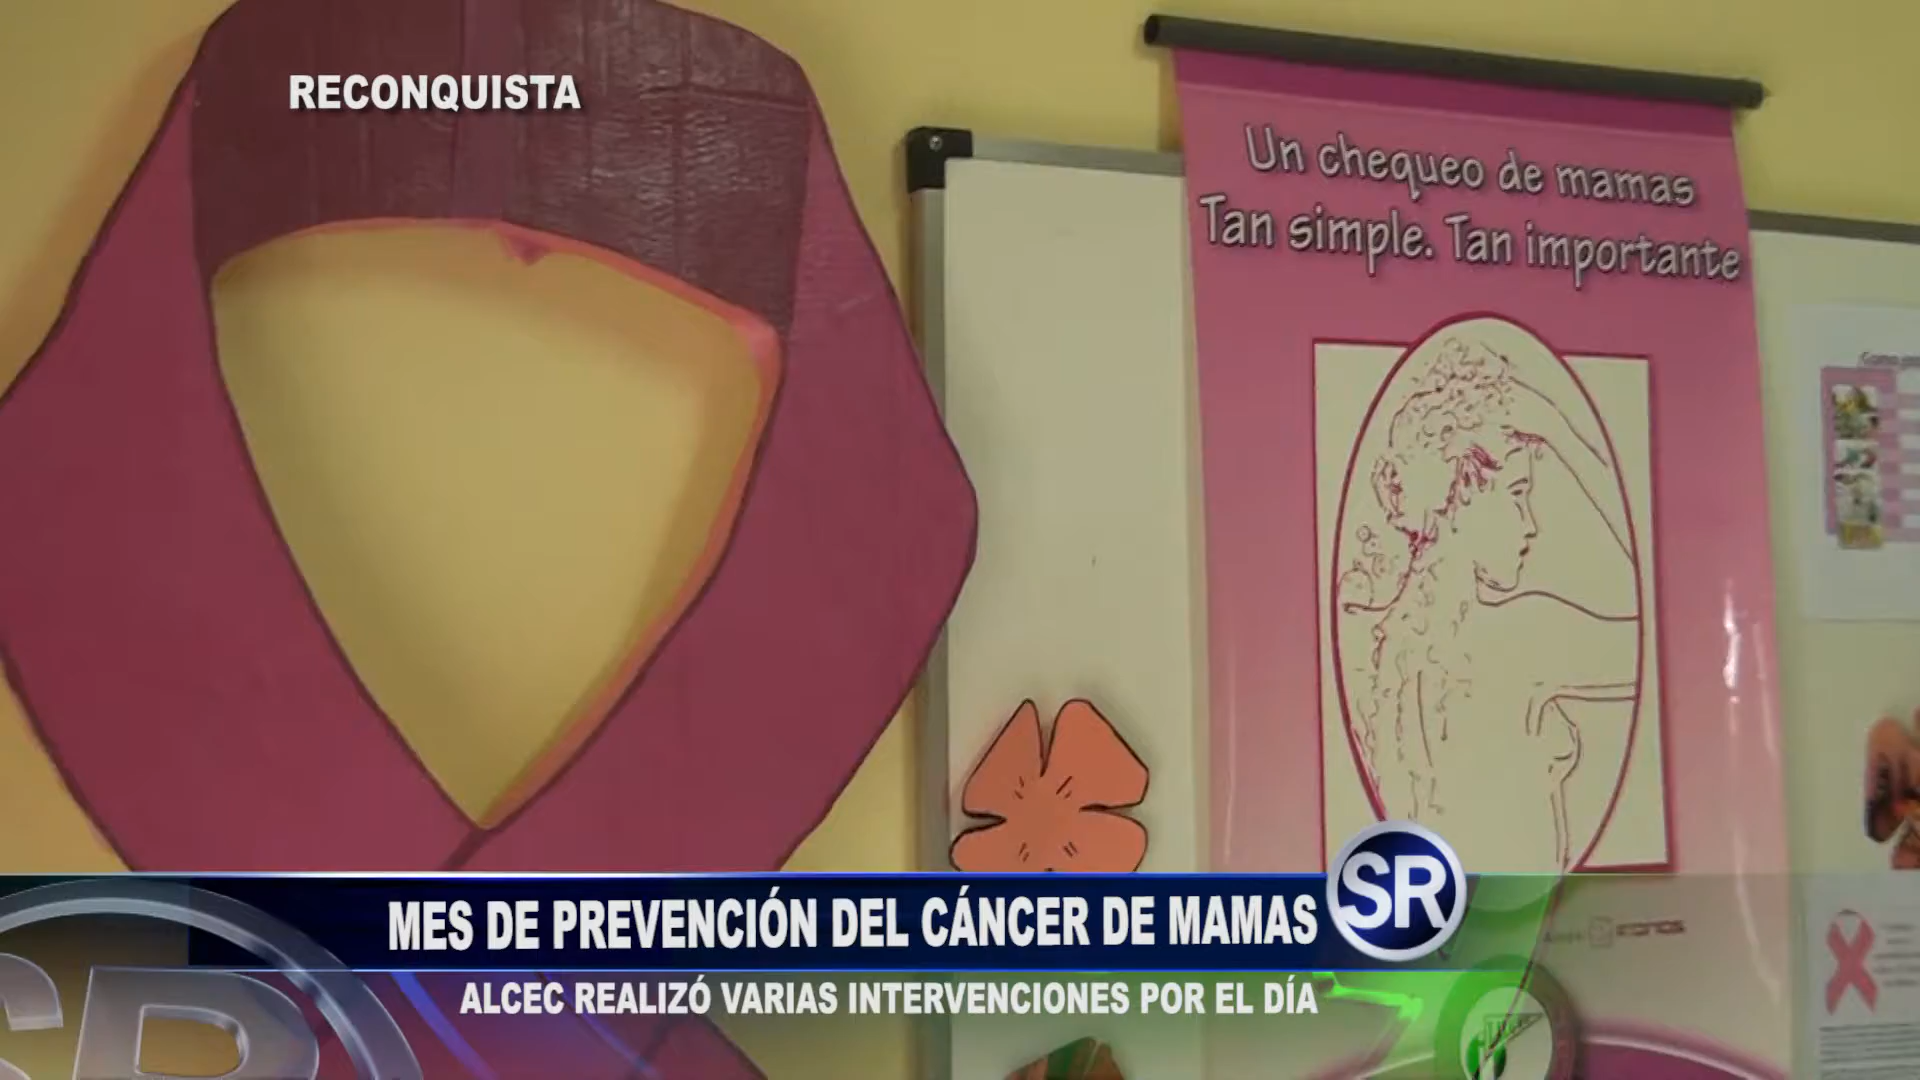 RECONQUISTA
Un chequeo de mamas
Tan simple. Tan importante
MES DE PREVENCIÓN DEL CÁNCER DE MAMAS
SR
ALCEC REALIZÓ VARIAS INTERVENCIONES POR EL DÍA
SR